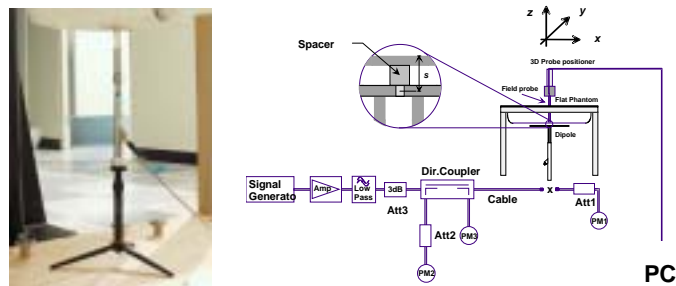 z
y
x
Spacer
s
3D Probe positioner
Field probe
Flat Phantom
Dipole
Dir.Coupler
Signal
Generato
Amp
Low
Pass
3dB
Att3
Cable
x
Att1
PM1
Att2
PM3
PM2
PC